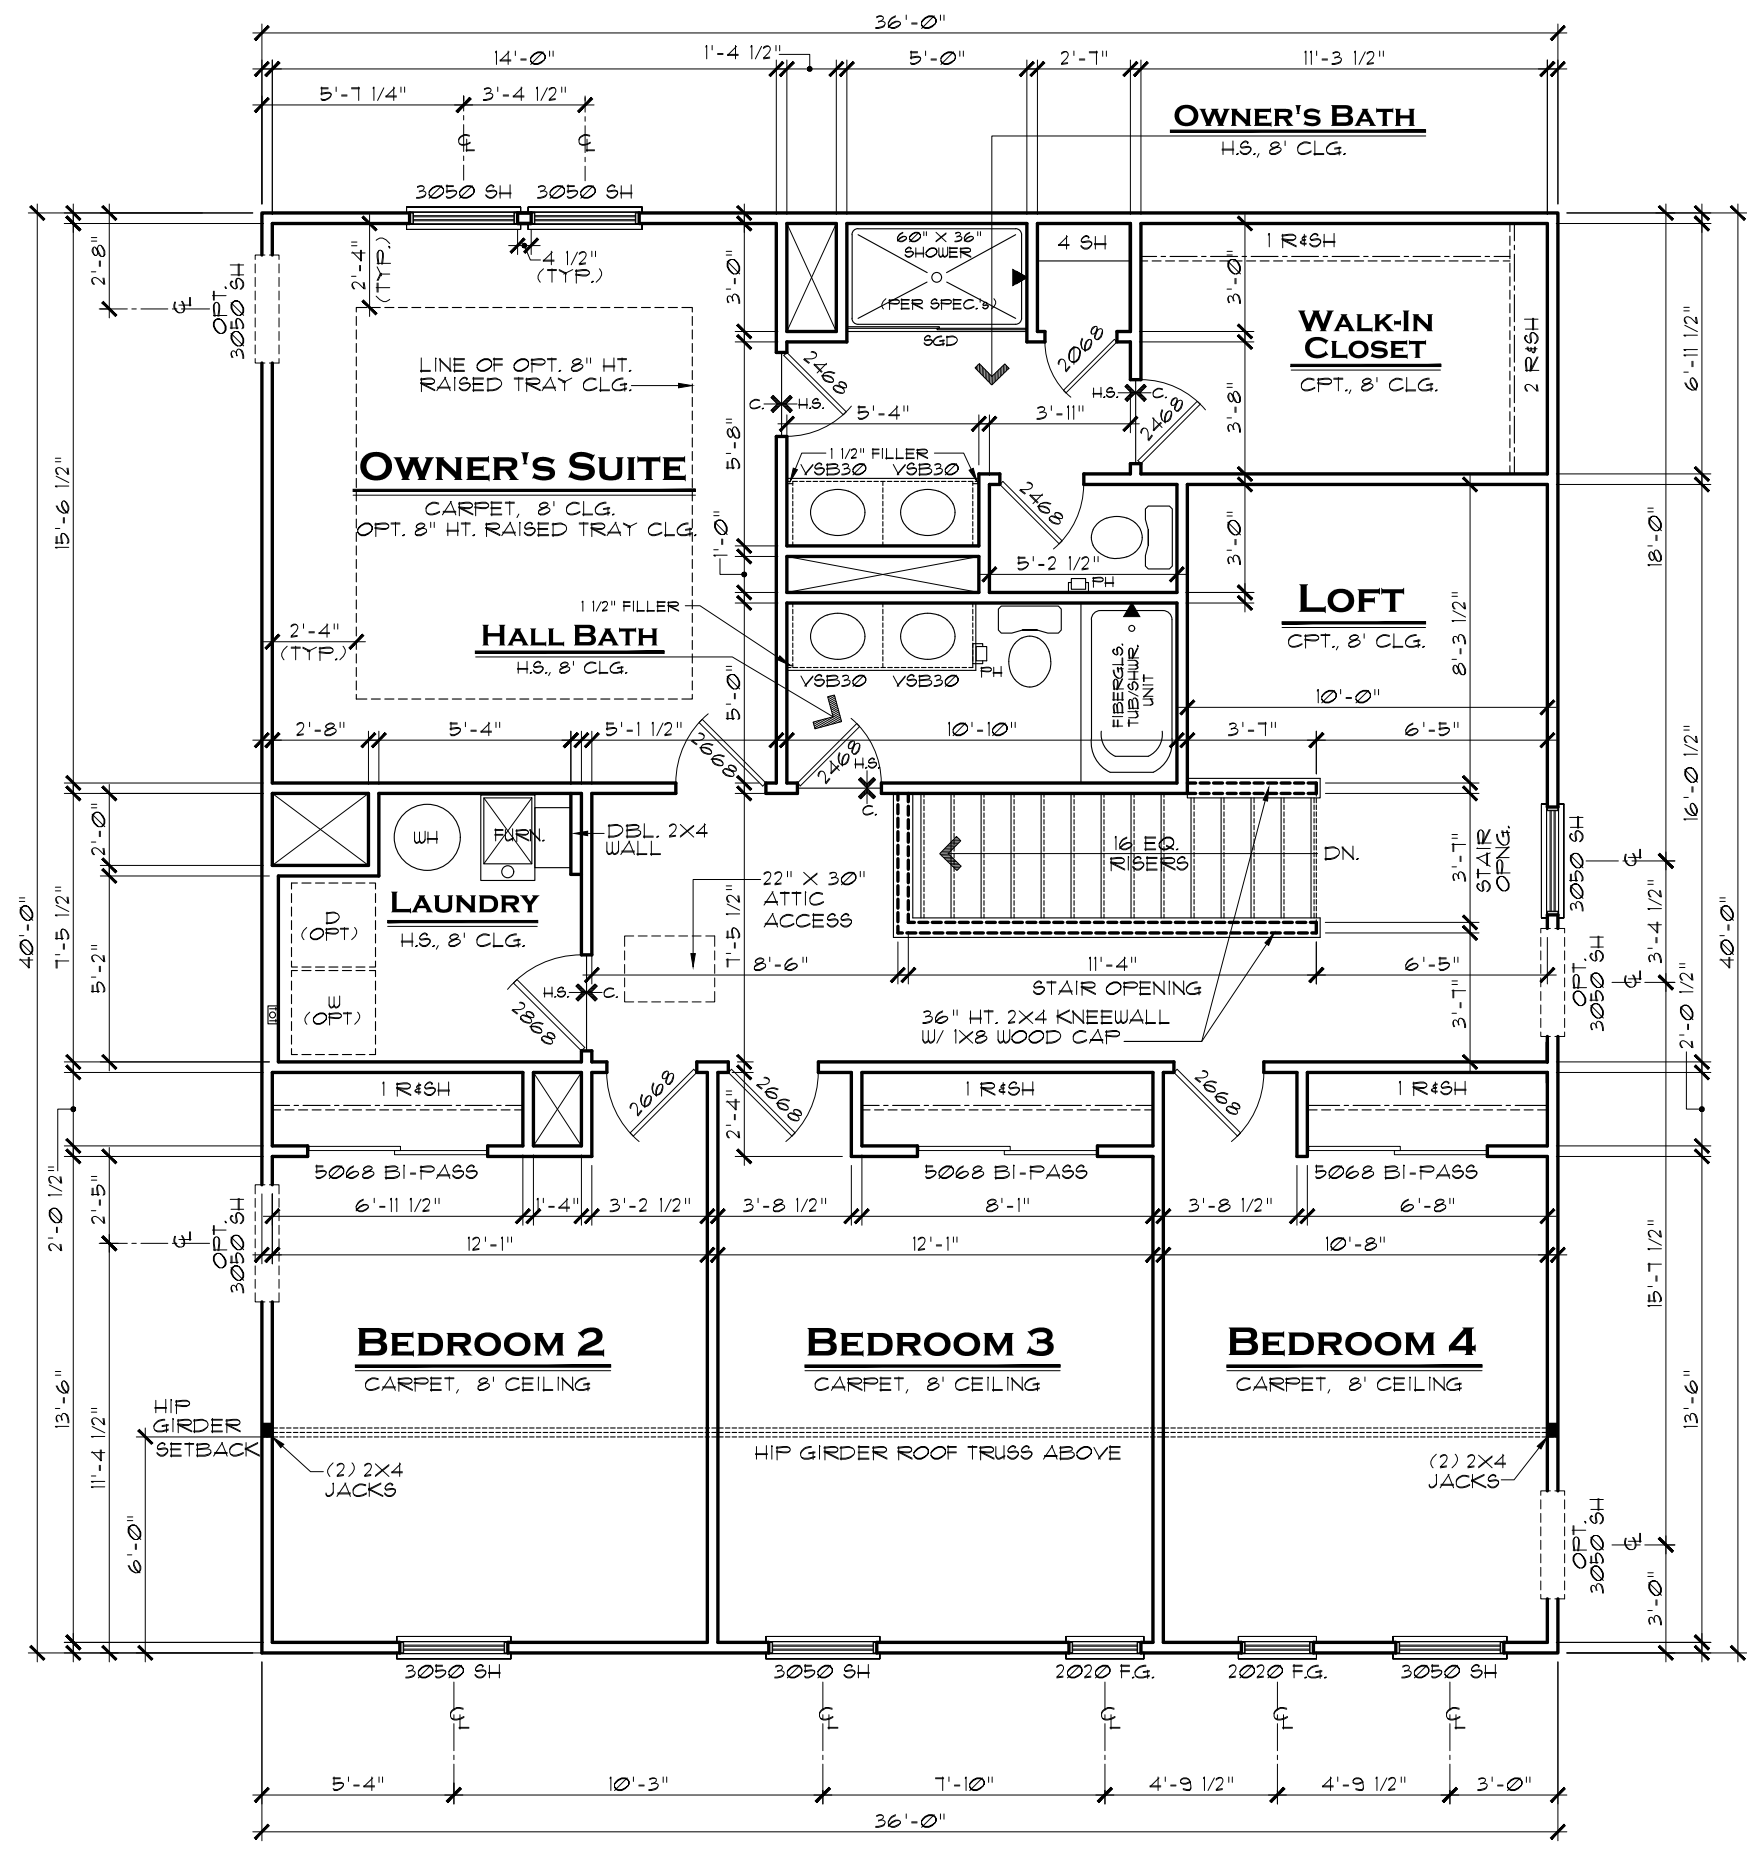 36'-0"
14'-0"
1'-4 1/2"
5'-0"
2'-7"
11'-3 1/2"
5'-7 1/4"
3'-4 1/2"
OWNER'S BATH
H.S., 8' CLG.
℄
℄
3050 SH
3050 SH
2'-8"
OPT.
3050 SH
℄
2'-4"
(TYP.)
4 1/2"
(TYP.)
3'-0"
60" X 36"
SHOWER
(PER SPEC.'s)
SGD
4 SH
1 R&SH
3'-0"
2 R&SH
WALK-IN
CLOSET
CPT., 8' CLG.
6'-11 1/2"
LINE OF OPT. 8" HT.
RAISED TRAY CLG.
2468
2068
C.
H.S.
H.S.
C.
5'-4"
3'-11"
2468
3'-8"
5'-8"
15'-6 1/2"
OWNER'S SUITE
CARPET, 8' CLG.
OPT. 8" HT. RAISED TRAY CLG.
1 1/2" FILLER
VSB30
VSB30
2468
1'-0"
3'-0"
5'-2 1/2"
PH
18'-0"
LOFT
CPT., 8' CLG.
8'-3 1/2"
1 1/2" FILLER
HALL BATH
H.S., 8' CLG.
2'-4"
(TYP.)
VSB30
VSB30
PH
FIBERGLS.
TUB/SHWR.
UNIT
5'-0"
10'-0"
2'-8"
5'-4"
5'-1 1/2"
10'-10"
3'-7"
6'-5"
2668
2468
H.S.
C.
16'-0 1/2"
2'-0"
WH
FURN.
DBL. 2X4
WALL
16 EQ.
RISERS
DN.
3'-7"
STAIR
OPNG.
3050 SH
℄
40'-0"
7'-5 1/2"
5'-2"
LAUNDRY
H.S., 8' CLG.
D
(OPT)
W
(OPT)
22" X 30"
ATTIC
ACCESS
7'-5 1/2"
8'-6"
11'-4"
STAIR OPENING
6'-5"
3'-4 1/2"
40'-0"
OPT.
3050 SH
℄
H.S.
C.
2868
36" HT. 2X4 KNEEWALL
W/ 1X8 WOOD CAP
3'-7"
2'-0 1/2"
1 R&SH
2668
2668
1 R&SH
2668
1 R&SH
2'-4"
5068 BI-PASS
5068 BI-PASS
5068 BI-PASS
2'-0 1/2"
2'-5"
OPT.
3050 SH
℄
6'-11 1/2"
1'-4"
3'-2 1/2"
3'-8 1/2"
8'-1"
3'-8 1/2"
6'-8"
12'-1"
12'-1"
10'-8"
15'-7 1/2"
BEDROOM 2
CARPET, 8' CEILING
BEDROOM 3
CARPET, 8' CEILING
BEDROOM 4
CARPET, 8' CEILING
13'-6"
11'-4 1/2"
13'-6"
HIP
GIRDER
SETBACK
HIP GIRDER ROOF TRUSS ABOVE
(2) 2X4
JACKS
(2) 2X4
JACKS
6'-0"
OPT.
3050 SH
℄
3'-0"
3050 SH
3050 SH
2020 F.G.
2020 F.G.
3050 SH
℄
℄
℄
℄
℄
5'-4"
10'-3"
7'-10"
4'-9 1/2"
4'-9 1/2"
3'-0"
36'-0"